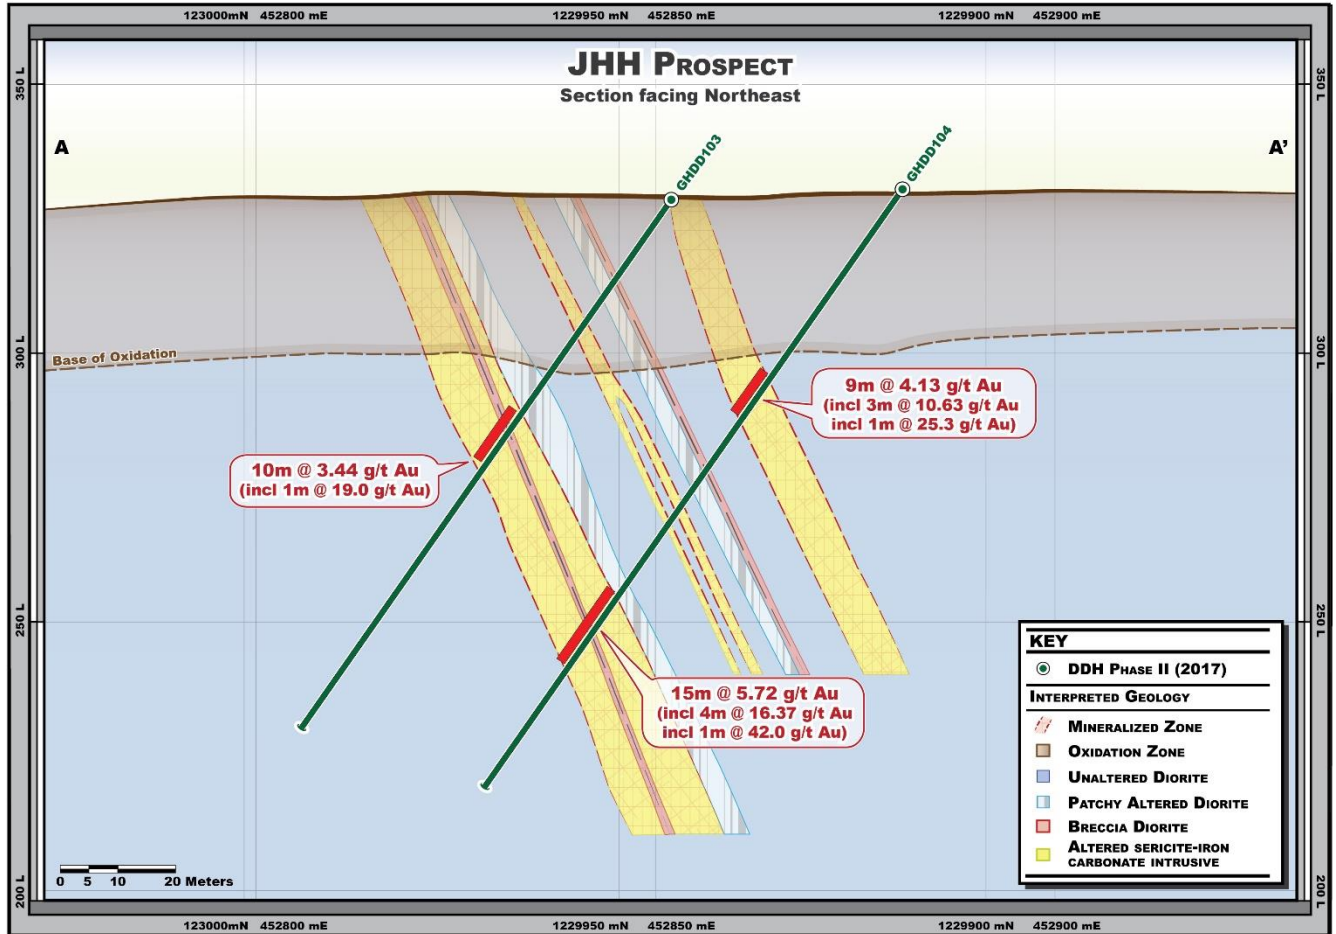 123000mN 452800 mE
1229950 mN 452850 mE
1229900 mN 452900 mE
JHH PROSPECT
Section facing Northeast
350 L
350 L
A
A'
GHDD103
GHDD104
Base of Oxidation
300 L
300 L
9m @ 4.13 g/t Au
(incl 3m @ 10.63 g/t Au
incl 1m @ 25.3 g/t Au)
10m @ 3.44 g/t Au
(incl 1m @ 19.0 g/t Au)
250 L
250 L
15m @ 5.72 g/t Au
(incl 4m @ 16.37 g/t Au
incl 1m @ 42.0 g/t Au)
KEY
DDH PHASE II (2017)
INTERPRETED GEOLOGY
MINERALIZED ZONE
OXIDATION ZONE
UNALTERED DIORITE
PATCHY ALTERED DIORITE
BRECCIA DIORITE
ALTERED SERICITE-IRON
CARBONATE INTRUSIVE
0 5 10 20 Meters
200 L
200 L
123000mN 452800 mE
1229950 mN 452850 mE
1229900 mN 452900 mE